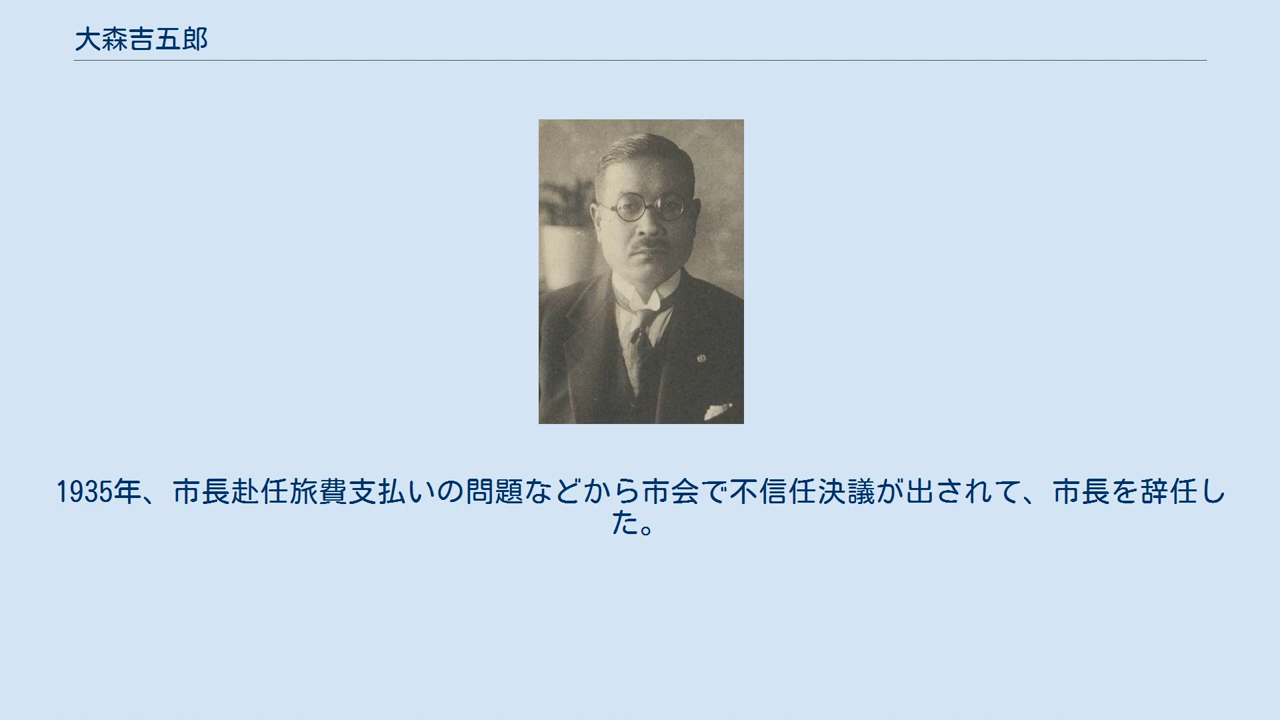 大森吉五郎
1935年、市長赴任旅費支払いの問題などから市会で不信任決議が出されて、市長を辞任し
た。